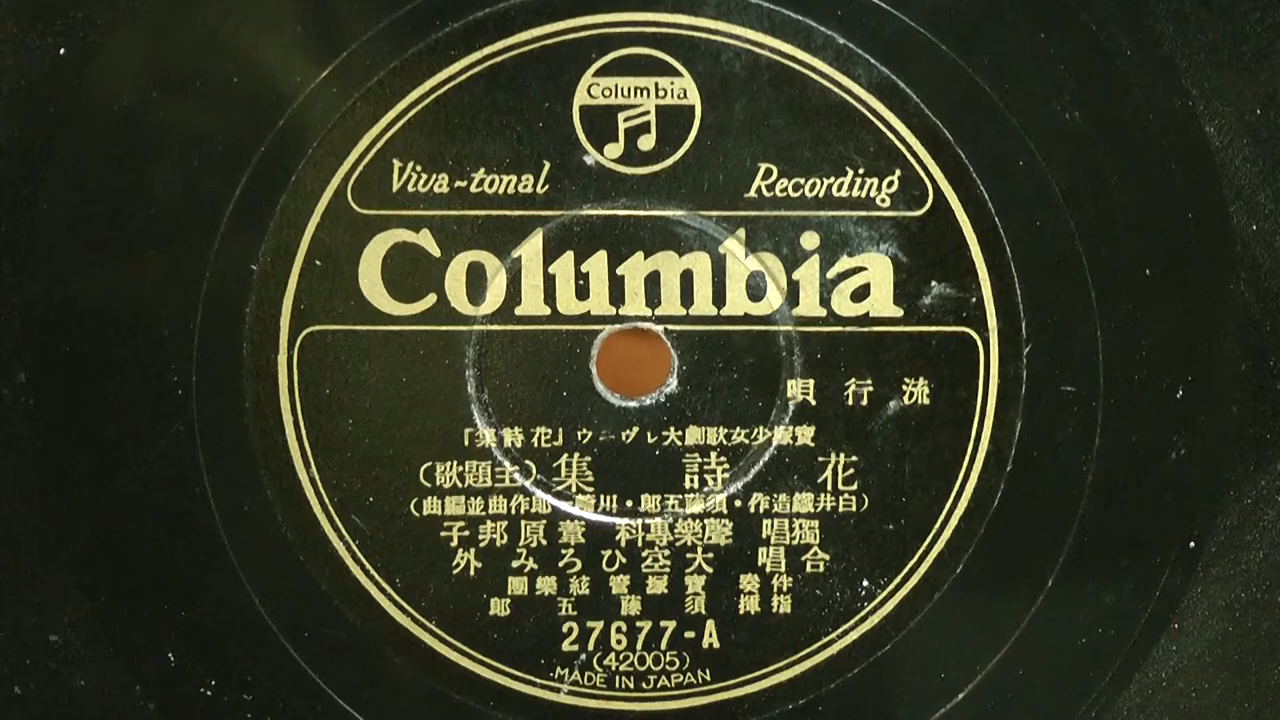 Columbia
Viva-tonal Recording
Columbia
流行唄
寶塚少女歌劇大レヴーウ『花詩集』
花詩集(主題歌)
(白井鐵造作・須藤五郎・川崎一郎作曲並編曲)
獨唱 聲樂專科 葦原邦子
合唱 大空ひろみ外
伴奏 寶塚管絃樂團
指揮 須藤五郎
27677-A
(42005)
MADE IN JAPAN